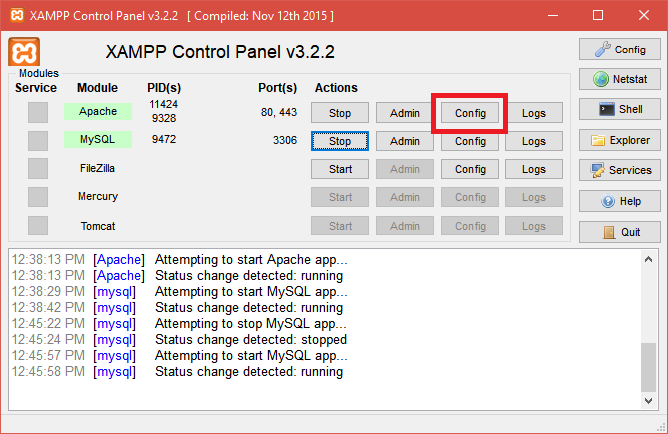 XAMPP Control Panel v3.2.2 [ Compiled: Nov 12th 2015 ]
XAMPP Control Panel v3.2.2
Config
Modules
Service Module PID(s) Port(s) Actions
Netstat
Apache 11424 9328 80, 443 Stop Admin Config Logs
Shell
MySQL 9472 3306 Stop Admin Config Logs
Explorer
FileZilla Start Admin Config Logs
Services
Mercury Start Admin Config Logs
Help
Tomcat Start Admin Config Logs
Quit
12:38:13 PM [Apache] Attempting to start Apache app...
12:38:13 PM [Apache] Status change detected: running
12:38:29 PM [mysql] Attempting to start MySQL app...
12:38:42 PM [mysql] Status change detected: running
12:45:22 PM [mysql] Attempting to stop MySQL app...
12:45:24 PM [mysql] Status change detected: stopped
12:45:57 PM [mysql] Attempting to start MySQL app...
12:45:58 PM [mysql] Status change detected: running